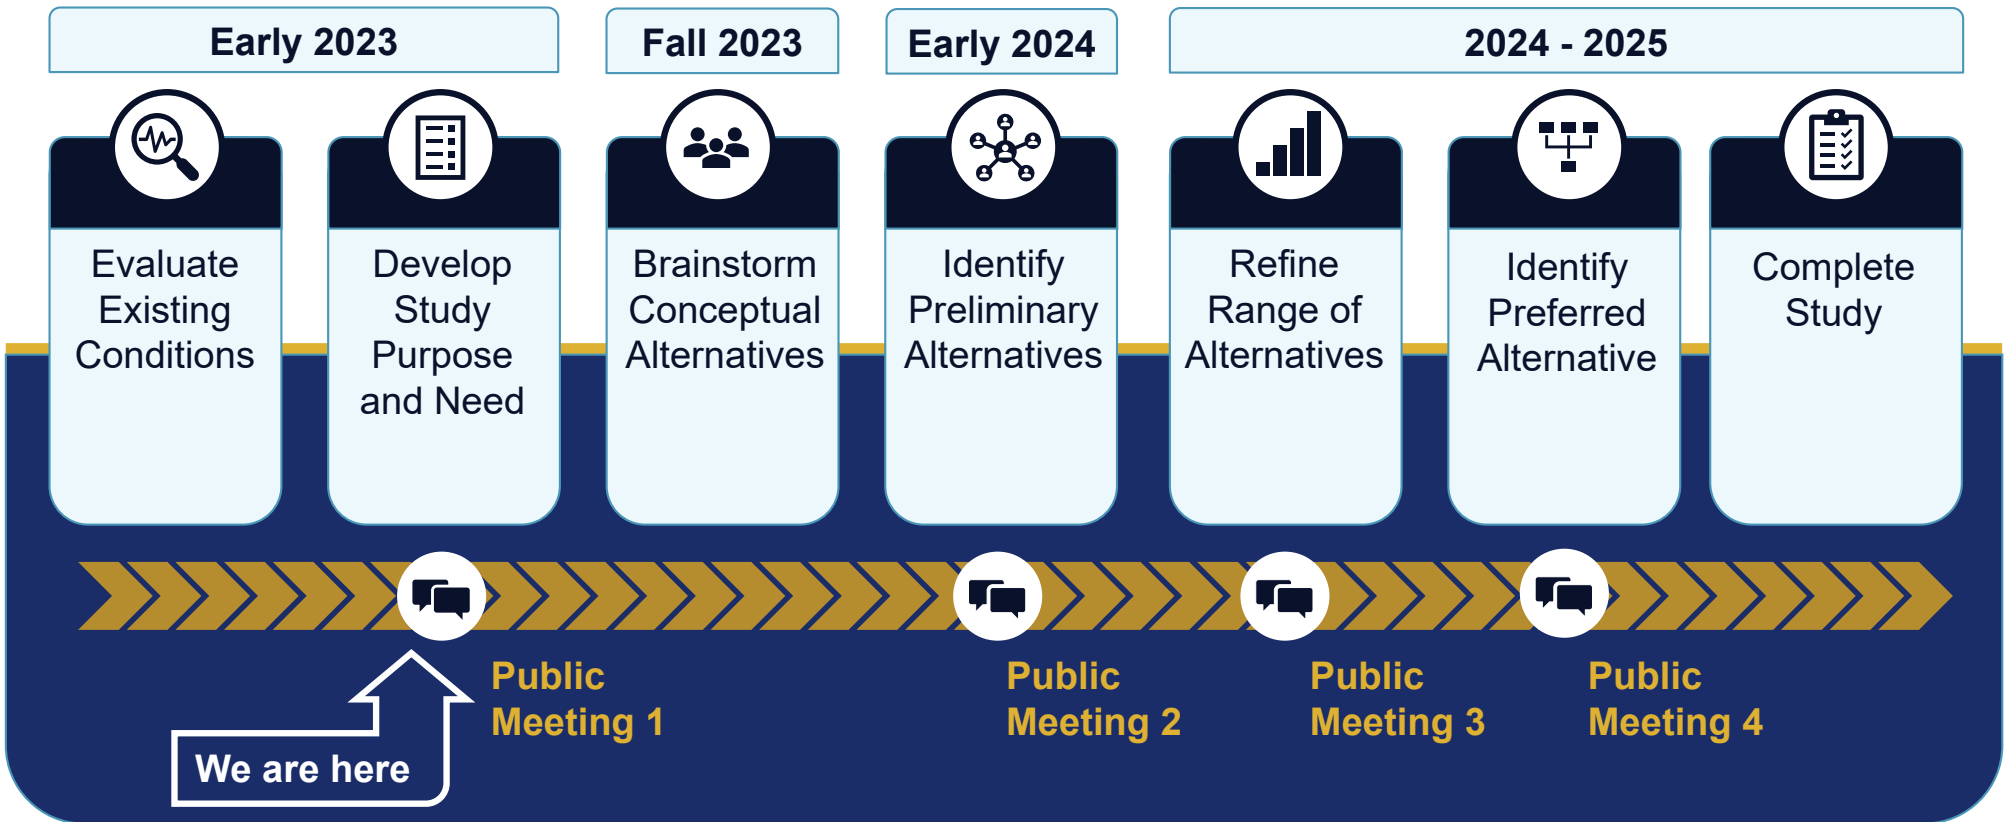 Early 2023
Fall 2023
Early 2024
2024 - 2025
Evaluate
Existing
Conditions
Develop
Study
Purpose
and Need
Brainstorm
Conceptual
Alternatives
Identify
Preliminary
Alternatives
Refine
Range of
Alternatives
Identify
Preferred
Alternative
Complete
Study
Public
Meeting 1
Public
Meeting 2
Public
Meeting 3
Public
Meeting 4
We are here